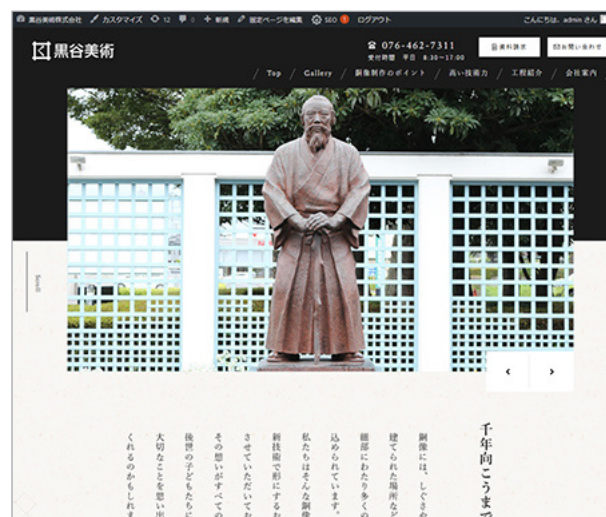 黒谷美術株式会社 カスタマイズ 12 0 新規 固定ページを編集 SEO 1 ログアウト こんにちは、admin さん
黒谷美術
076-462-7311
受付時間 平日 8:30〜17:00
資料請求
お問い合わせ
/ Top / Gallery / 銅像制作のポイント / 高い技術力 / 工程紹介 / 会社案内
Scroll
千年向こうまで
銅像には、しぐさや
建てられた場所など
細部にわたり多くの
込められています。
私たちはそんな銅像
新技術で形にするお
させていただいてお
その想いがすべての
後世の子どもたちに
大切なことを思い出
くれるのかもしれま